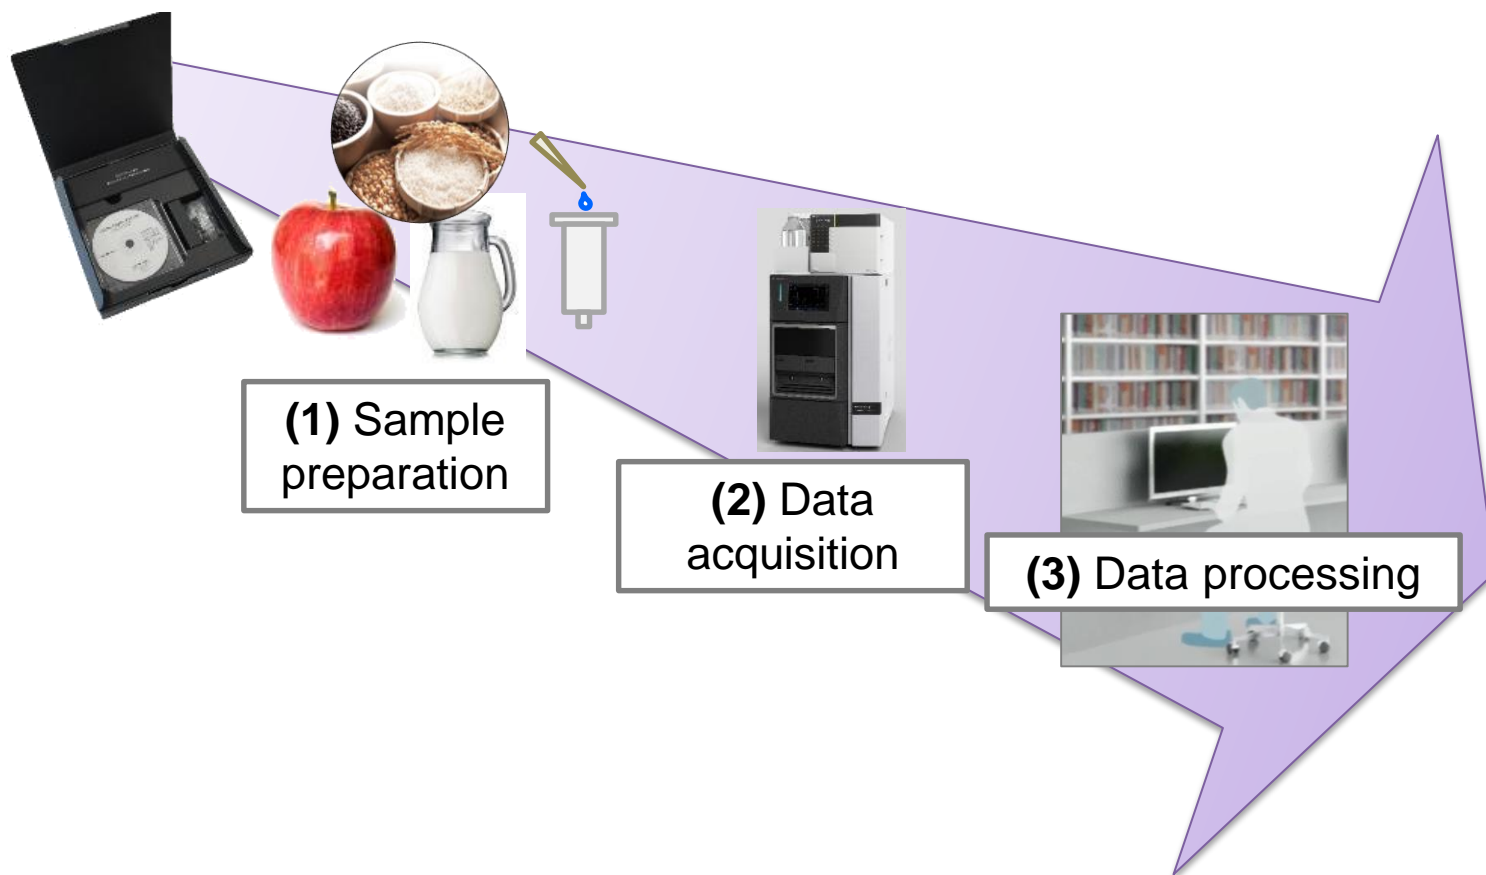 (1) Sample
preparation
(2) Data
acquisition
(3) Data processing